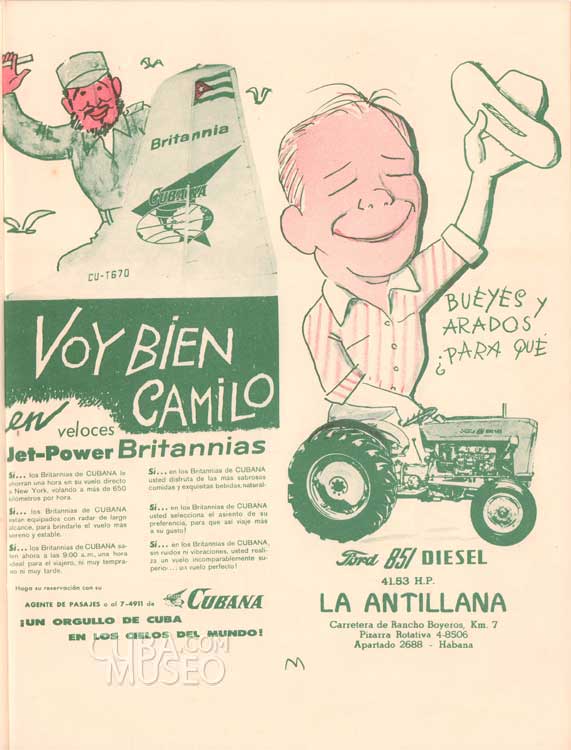 Britannia
CUBANA
CU-T670
VOY BIEN
CAMILO
en veloces
Jet-Power Britannias
Sí... los Britannias de CUBANA le
ahorran una hora en su vuelo directo
a New York, volando a más de 650
kilómetros por hora.
Sí... los Britannias de CUBANA
están equipados con radar de largo
alcance, para brindarle el vuelo más
sereno y estable.
Sí... los Britannias de CUBANA sa-
len ahora a las 9:00 a.m., una hora
ideal para el viajero, ni muy tempra-
no ni muy tarde.
Sí... en los Britannias de CUBANA
usted disfruta de las más sabrosas
comidas y exquisitas bebidas, natural-
Sí... en los Britannias de CUBANA
usted selecciona el asiento de su
preferencia, para que así viaje más
a su gusto!
Sí... en los Britannias de CUBANA,
sin ruidos ni vibraciones, usted reali-
za un vuelo incomparablemente su-
perio... un vuelo perfecto!
Haga su reservación con su
AGENTE DE PASAJES o al 7-4911 de CUBANA
¡UN ORGULLO DE CUBA
EN LOS CIELOS DEL MUNDO!
BUEYES Y
ARADOS
¿PARA QUÉ
Ford 851 DIESEL
41.53 H.P.
LA ANTILLANA
Carretera de Rancho Boyeros, Km. 7
Pizarra Rotativa 4-8506
Apartado 2688 - Habana
CUBA.COM
MUSEO